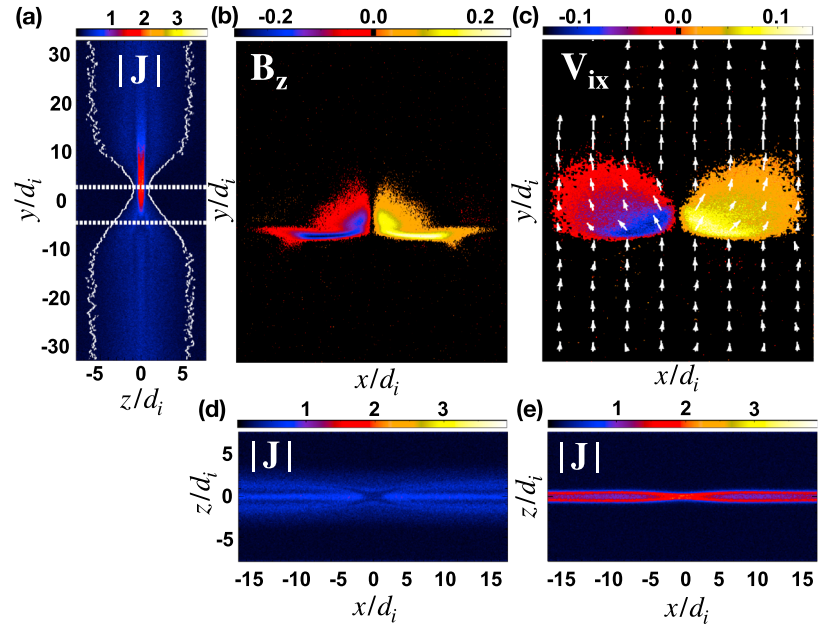 (a) 1 2 3
|J|
30
20
10
0
-10
-20
-30
y/d_i
-5 0 5
z/d_i
(b) -0.2 0.0 0.2
B_z
y/d_i
x/d_i
(c) -0.1 0.0 0.1
V_ix
y/d_i
x/d_i
(d) 1 2 3
|J|
5
0
-5
z/d_i
-15 -10 -5 0 5 10 15
x/d_i
(e) 1 2 3
|J|
z/d_i
-15 -10 -5 0 5 10 15
x/d_i